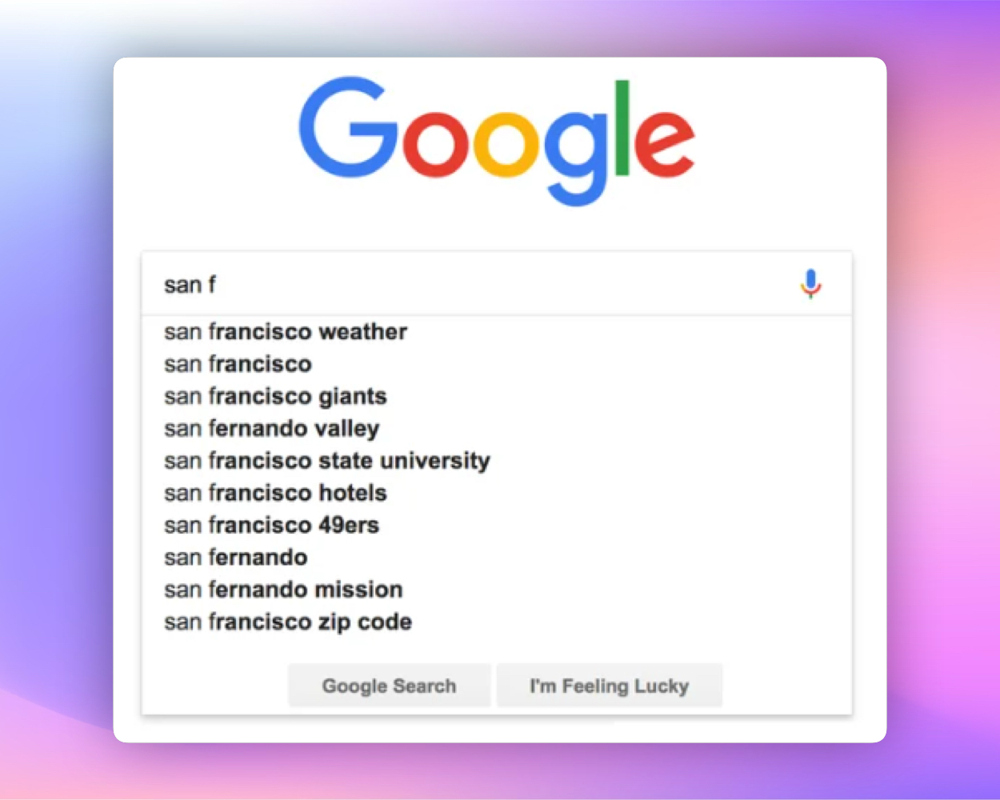 Google
san f
san francisco weather
san francisco
san francisco giants
san fernando valley
san francisco state university
san francisco hotels
san francisco 49ers
san fernando
san fernando mission
san francisco zip code
Google Search
I'm Feeling Lucky